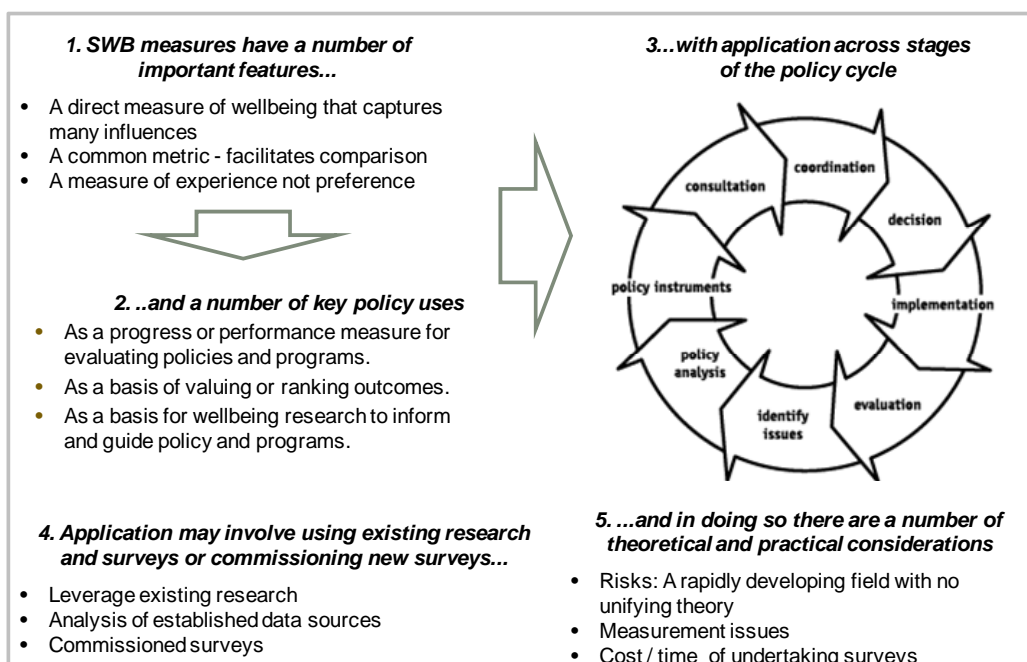 1. SWB measures have a number of
important features...
• A direct measure of wellbeing that captures
many influences
• A common metric - facilitates comparison
• A measure of experience not preference
2. ..and a number of key policy uses
• As a progress or performance measure for
evaluating policies and programs.
• As a basis of valuing or ranking outcomes.
• As a basis for wellbeing research to inform
and guide policy and programs.
3...with application across stages
of the policy cycle
coordination
consultation
decision
policy instruments
implementation
policy
analysis
evaluation
identify
issues
4. Application may involve using existing research
and surveys or commissioning new surveys...
• Leverage existing research
• Analysis of established data sources
• Commissioned surveys
5. ...and in doing so there are a number of
theoretical and practical considerations
• Risks: A rapidly developing field with no
unifying theory
• Measurement issues
• Cost / time of undertaking surveys